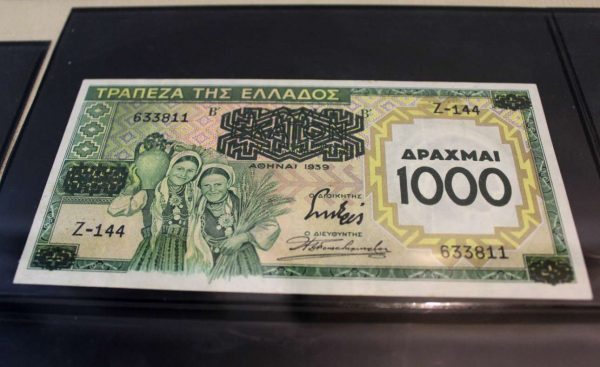 ΤΡΑΠΕΖΑ ΤΗΣ ΕΛΛΑΔΟΣ
633811
Β'
Β'
Ζ-144
ΑΘΗΝΑΙ 1939
ΔΡΑΧΜΑΙ
1000
Ο ΔΙΟΙΚΗΤΗΣ
Ζ-144
Ο ΔΙΕΥΘΥΝΤΗΣ
633811